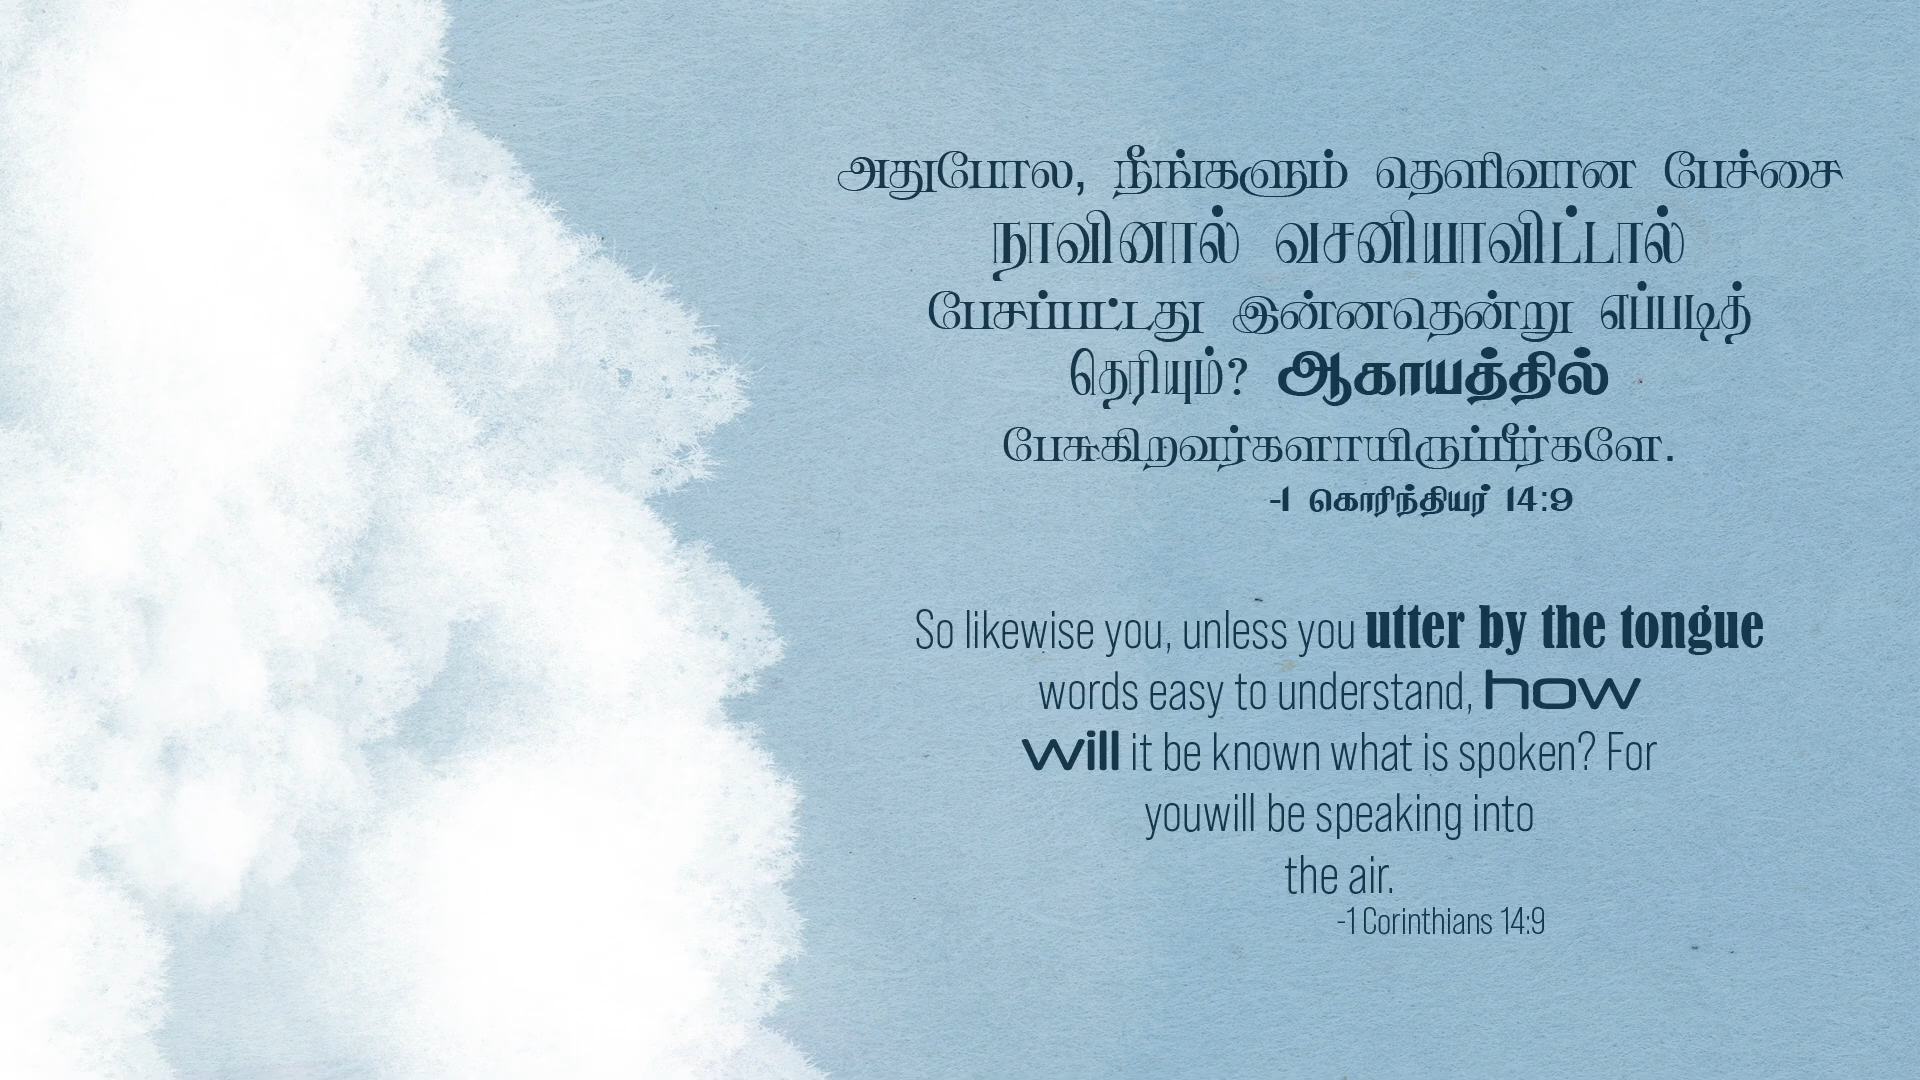 அதுபோல, நீங்களும் தெளிவான பேச்சை
நாவினால் வசனியாவிட்டால்
பேசப்பட்டது இன்னதென்று எப்படித்
தெரியும்? ஆகாயத்தில்
பேசுகிறவர்களாயிருப்பீர்களே.
-1 கொரிந்தியர் 14:9
So likewise you, unless you utter by the tongue
words easy to understand, how
will it be known what is spoken? For
youwill be speaking into
the air.
-1 Corinthians 14:9